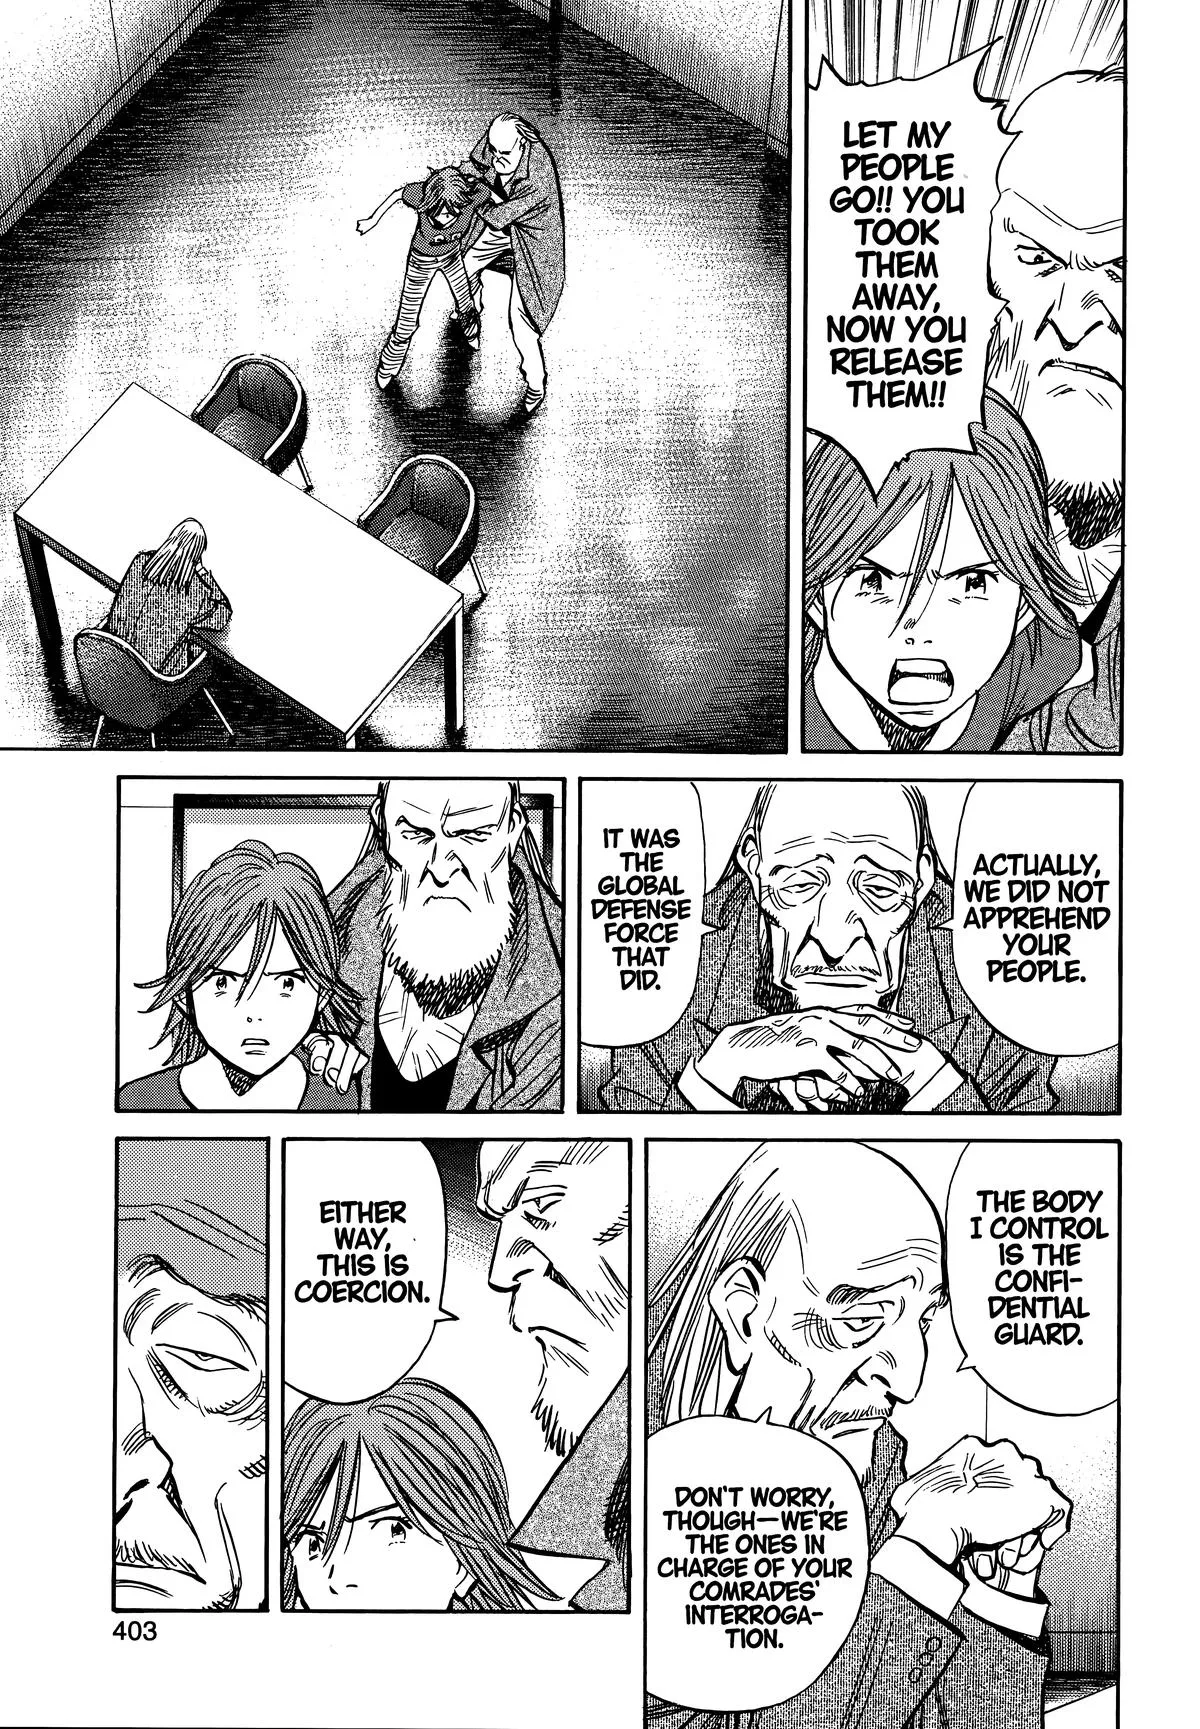 LET MY
PEOPLE
GO!! YOU
TOOK
THEM
AWAY,
NOW YOU
RELEASE
THEM!!
ACTUALLY,
WE DID NOT
APPREHEND
YOUR
PEOPLE.
IT WAS
THE
GLOBAL
DEFENSE
FORCE
THAT
DID.
THE BODY
I CONTROL
IS THE
CONFI-
DENTIAL
GUARD.
DON'T WORRY,
THOUGH—WE'RE
THE ONES IN
CHARGE OF YOUR
COMRADES'
INTERROGA-
TION.
EITHER
WAY,
THIS IS
COERCION.
403